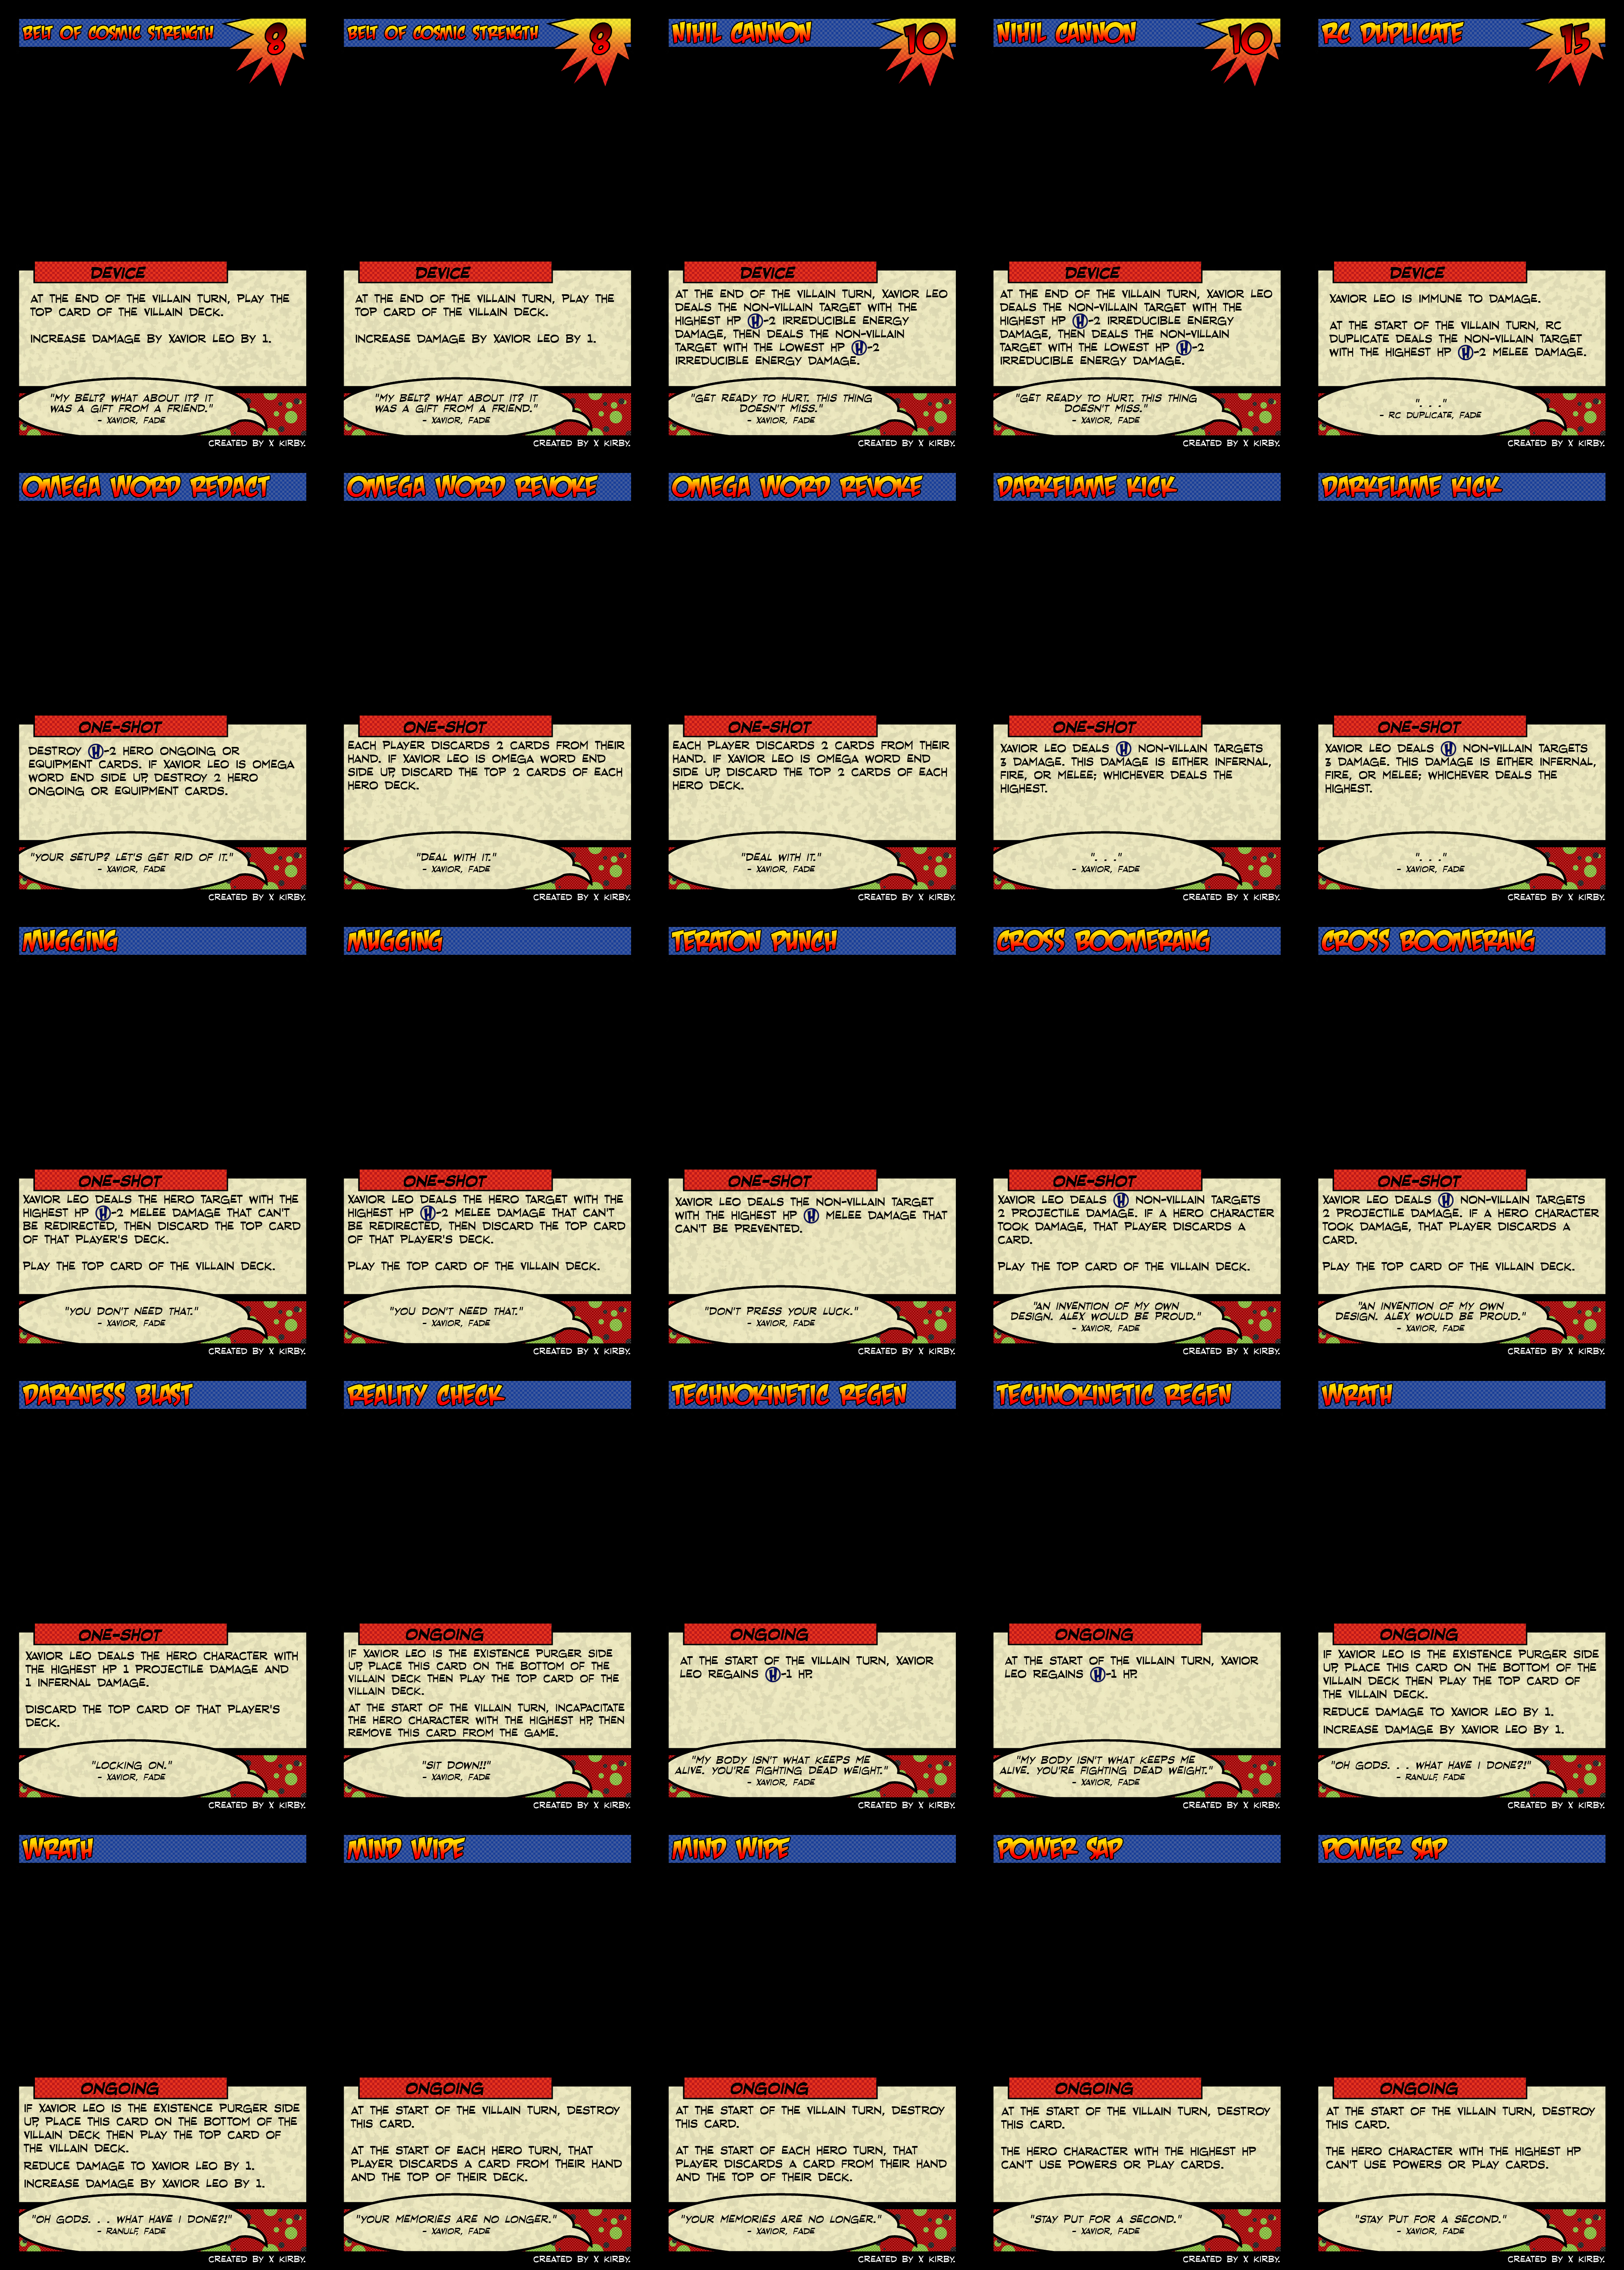 BELT OF COSMIC STRENGTH
8
DEVICE
AT THE END OF THE VILLAIN TURN, PLAY THE
TOP CARD OF THE VILLAIN DECK.
INCREASE DAMAGE BY XAVIOR LEO BY 1.
"MY BELT? WHAT ABOUT IT? IT
WAS A GIFT FROM A FRIEND."
- XAVIOR, FADE
CREATED BY X KIRBY.
BELT OF COSMIC STRENGTH
8
DEVICE
AT THE END OF THE VILLAIN TURN, PLAY THE
TOP CARD OF THE VILLAIN DECK.
INCREASE DAMAGE BY XAVIOR LEO BY 1.
"MY BELT? WHAT ABOUT IT? IT
WAS A GIFT FROM A FRIEND."
- XAVIOR, FADE
CREATED BY X KIRBY.
NIHIL CANNON
10
DEVICE
AT THE END OF THE VILLAIN TURN, XAVIOR LEO
DEALS THE NON-VILLAIN TARGET WITH THE
HIGHEST HP H-2 IRREDUCIBLE ENERGY
DAMAGE, THEN DEALS THE NON-VILLAIN
TARGET WITH THE LOWEST HP H-2
IRREDUCIBLE ENERGY DAMAGE.
"GET READY TO HURT. THIS THING
DOESN'T MISS."
- XAVIOR, FADE
CREATED BY X KIRBY.
NIHIL CANNON
10
DEVICE
AT THE END OF THE VILLAIN TURN, XAVIOR LEO
DEALS THE NON-VILLAIN TARGET WITH THE
HIGHEST HP H-2 IRREDUCIBLE ENERGY
DAMAGE, THEN DEALS THE NON-VILLAIN
TARGET WITH THE LOWEST HP H-2
IRREDUCIBLE ENERGY DAMAGE.
"GET READY TO HURT. THIS THING
DOESN'T MISS."
- XAVIOR, FADE
CREATED BY X KIRBY.
RC DUPLICATE
15
DEVICE
XAVIOR LEO IS IMMUNE TO DAMAGE.
AT THE START OF THE VILLAIN TURN, RC
DUPLICATE DEALS THE NON-VILLAIN TARGET
WITH THE HIGHEST HP H-2 MELEE DAMAGE.
". . ."
- RC DUPLICATE, FADE
CREATED BY X KIRBY.
OMEGA WORD REDACT
ONE-SHOT
DESTROY H-2 HERO ONGOING OR
EQUIPMENT CARDS. IF XAVIOR LEO IS OMEGA
WORD END SIDE UP, DESTROY 2 HERO
ONGOING OR EQUIPMENT CARDS.
"YOUR SETUP? LET'S GET RID OF IT."
- XAVIOR, FADE
CREATED BY X KIRBY.
OMEGA WORD REVOKE
ONE-SHOT
EACH PLAYER DISCARDS 2 CARDS FROM THEIR
HAND. IF XAVIOR LEO IS OMEGA WORD END
SIDE UP, DISCARD THE TOP 2 CARDS OF EACH
HERO DECK.
"DEAL WITH IT."
- XAVIOR, FADE
CREATED BY X KIRBY.
OMEGA WORD REVOKE
ONE-SHOT
EACH PLAYER DISCARDS 2 CARDS FROM THEIR
HAND. IF XAVIOR LEO IS OMEGA WORD END
SIDE UP, DISCARD THE TOP 2 CARDS OF EACH
HERO DECK.
"DEAL WITH IT."
- XAVIOR, FADE
CREATED BY X KIRBY.
DARKFLAME KICK
ONE-SHOT
XAVIOR LEO DEALS H NON-VILLAIN TARGETS
3 DAMAGE. THIS DAMAGE IS EITHER INFERNAL,
FIRE, OR MELEE; WHICHEVER DEALS THE
HIGHEST.
". . ."
- XAVIOR, FADE
CREATED BY X KIRBY.
DARKFLAME KICK
ONE-SHOT
XAVIOR LEO DEALS H NON-VILLAIN TARGETS
3 DAMAGE. THIS DAMAGE IS EITHER INFERNAL,
FIRE, OR MELEE; WHICHEVER DEALS THE
HIGHEST.
". . ."
- XAVIOR, FADE
CREATED BY X KIRBY.
MUGGING
ONE-SHOT
XAVIOR LEO DEALS THE HERO TARGET WITH THE
HIGHEST HP H-2 MELEE DAMAGE THAT CAN'T
BE REDIRECTED, THEN DISCARD THE TOP CARD
OF THAT PLAYER'S DECK.
PLAY THE TOP CARD OF THE VILLAIN DECK.
"YOU DON'T NEED THAT."
- XAVIOR, FADE
CREATED BY X KIRBY.
MUGGING
ONE-SHOT
XAVIOR LEO DEALS THE HERO TARGET WITH THE
HIGHEST HP H-2 MELEE DAMAGE THAT CAN'T
BE REDIRECTED, THEN DISCARD THE TOP CARD
OF THAT PLAYER'S DECK.
PLAY THE TOP CARD OF THE VILLAIN DECK.
"YOU DON'T NEED THAT."
- XAVIOR, FADE
CREATED BY X KIRBY.
TERATON PUNCH
ONE-SHOT
XAVIOR LEO DEALS THE NON-VILLAIN TARGET
WITH THE HIGHEST HP H MELEE DAMAGE THAT
CAN'T BE PREVENTED.
"DON'T PRESS YOUR LUCK."
- XAVIOR, FADE
CREATED BY X KIRBY.
CROSS BOOMERANG
ONE-SHOT
XAVIOR LEO DEALS H NON-VILLAIN TARGETS
2 PROJECTILE DAMAGE. IF A HERO CHARACTER
TOOK DAMAGE, THAT PLAYER DISCARDS A
CARD.
PLAY THE TOP CARD OF THE VILLAIN DECK.
"AN INVENTION OF MY OWN
DESIGN. ALEX WOULD BE PROUD."
- XAVIOR, FADE
CREATED BY X KIRBY.
CROSS BOOMERANG
ONE-SHOT
XAVIOR LEO DEALS H NON-VILLAIN TARGETS
2 PROJECTILE DAMAGE. IF A HERO CHARACTER
TOOK DAMAGE, THAT PLAYER DISCARDS A
CARD.
PLAY THE TOP CARD OF THE VILLAIN DECK.
"AN INVENTION OF MY OWN
DESIGN. ALEX WOULD BE PROUD."
- XAVIOR, FADE
CREATED BY X KIRBY.
DARKNESS BLAST
ONE-SHOT
XAVIOR LEO DEALS THE HERO CHARACTER WITH
THE HIGHEST HP 1 PROJECTILE DAMAGE AND
1 INFERNAL DAMAGE.
DISCARD THE TOP CARD OF THAT PLAYER'S
DECK.
"LOCKING ON."
- XAVIOR, FADE
CREATED BY X KIRBY.
REALITY CHECK
ONGOING
IF XAVIOR LEO IS THE EXISTENCE PURGER SIDE
UP, PLACE THIS CARD ON THE BOTTOM OF THE
VILLAIN DECK THEN PLAY THE TOP CARD OF THE
VILLAIN DECK.
AT THE START OF THE VILLAIN TURN, INCAPACITATE
THE HERO CHARACTER WITH THE HIGHEST HP, THEN
REMOVE THIS CARD FROM THE GAME.
"SIT DOWN!!"
- XAVIOR, FADE
CREATED BY X KIRBY.
TECHNOKINETIC REGEN
ONGOING
AT THE START OF THE VILLAIN TURN, XAVIOR
LEO REGAINS H-1 HP.
"MY BODY ISN'T WHAT KEEPS ME
ALIVE. YOU'RE FIGHTING DEAD WEIGHT."
- XAVIOR, FADE
CREATED BY X KIRBY.
TECHNOKINETIC REGEN
ONGOING
AT THE START OF THE VILLAIN TURN, XAVIOR
LEO REGAINS H-1 HP.
"MY BODY ISN'T WHAT KEEPS ME
ALIVE. YOU'RE FIGHTING DEAD WEIGHT."
- XAVIOR, FADE
CREATED BY X KIRBY.
WRATH
ONGOING
IF XAVIOR LEO IS THE EXISTENCE PURGER SIDE
UP, PLACE THIS CARD ON THE BOTTOM OF THE
VILLAIN DECK THEN PLAY THE TOP CARD OF
THE VILLAIN DECK.
REDUCE DAMAGE TO XAVIOR LEO BY 1.
INCREASE DAMAGE BY XAVIOR LEO BY 1.
"OH GODS. . . WHAT HAVE I DONE?!"
- RANULF, FADE
CREATED BY X KIRBY.
WRATH
ONGOING
IF XAVIOR LEO IS THE EXISTENCE PURGER SIDE
UP, PLACE THIS CARD ON THE BOTTOM OF THE
VILLAIN DECK THEN PLAY THE TOP CARD OF
THE VILLAIN DECK.
REDUCE DAMAGE TO XAVIOR LEO BY 1.
INCREASE DAMAGE BY XAVIOR LEO BY 1.
"OH GODS. . . WHAT HAVE I DONE?!"
- RANULF, FADE
CREATED BY X KIRBY.
MIND WIPE
ONGOING
AT THE START OF THE VILLAIN TURN, DESTROY
THIS CARD.
AT THE START OF EACH HERO TURN, THAT
PLAYER DISCARDS A CARD FROM THEIR HAND
AND THE TOP OF THEIR DECK.
"YOUR MEMORIES ARE NO LONGER."
- XAVIOR, FADE
CREATED BY X KIRBY.
MIND WIPE
ONGOING
AT THE START OF THE VILLAIN TURN, DESTROY
THIS CARD.
AT THE START OF EACH HERO TURN, THAT
PLAYER DISCARDS A CARD FROM THEIR HAND
AND THE TOP OF THEIR DECK.
"YOUR MEMORIES ARE NO LONGER."
- XAVIOR, FADE
CREATED BY X KIRBY.
POWER SAP
ONGOING
AT THE START OF THE VILLAIN TURN, DESTROY
THIS CARD.
THE HERO CHARACTER WITH THE HIGHEST HP
CAN'T USE POWERS OR PLAY CARDS.
"STAY PUT FOR A SECOND."
- XAVIOR, FADE
CREATED BY X KIRBY.
POWER SAP
ONGOING
AT THE START OF THE VILLAIN TURN, DESTROY
THIS CARD.
THE HERO CHARACTER WITH THE HIGHEST HP
CAN'T USE POWERS OR PLAY CARDS.
"STAY PUT FOR A SECOND."
- XAVIOR, FADE
CREATED BY X KIRBY.